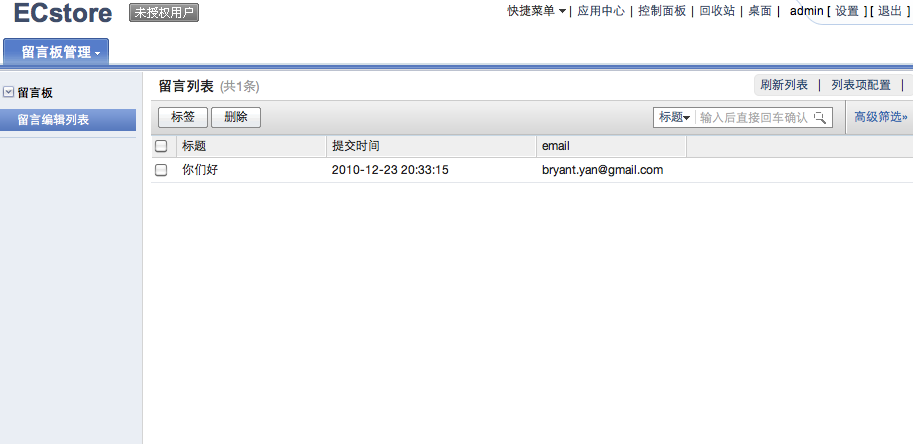 ECstore 未授权用户 快捷菜单 | 应用中心 | 控制面板 | 回收站 | 桌面 | admin [ 设置 ] [ 退出 ]
留言板管理
留言板
留言编辑列表
留言列表 (共1条) 刷新列表 | 列表项配置 |
标签 删除 标题 输入后直接回车确认 高级筛选»
标题 提交时间 email
你们好 2010-12-23 20:33:15 bryant.yan@gmail.com